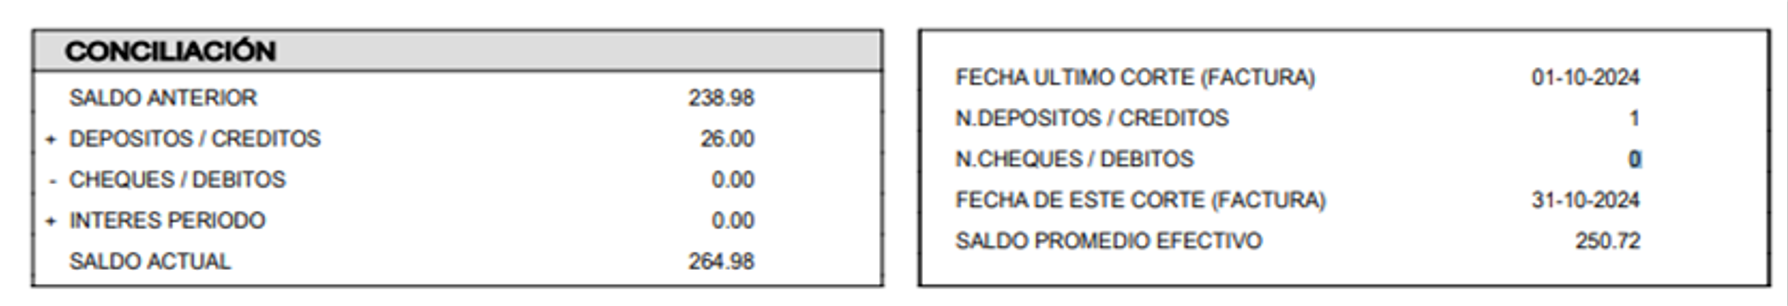 CONCILIACIÓN
SALDO ANTERIOR 238.98
+ DEPOSITOS / CREDITOS 26.00
- CHEQUES / DEBITOS 0.00
+ INTERES PERIODO 0.00
SALDO ACTUAL 264.98
FECHA ULTIMO CORTE (FACTURA) 01-10-2024
N.DEPOSITOS / CREDITOS 1
N.CHEQUES / DEBITOS 0
FECHA DE ESTE CORTE (FACTURA) 31-10-2024
SALDO PROMEDIO EFECTIVO 250.72